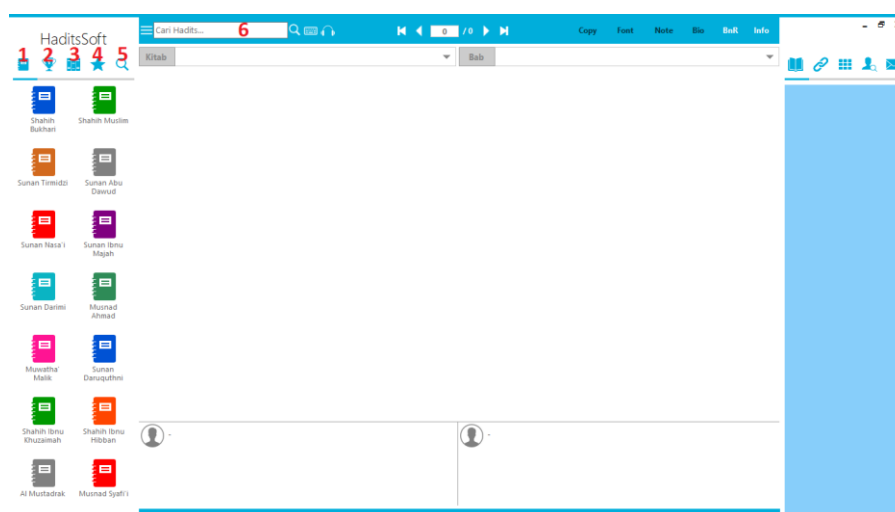 HaditsSoft
1 2 3 4 5
Cari Hadits... 6
0 / 0
Copy Font Note Bio BnR Info
Kitab
Bab
Shahih
Bukhari
Shahih Muslim
Sunan Tirmidzi
Sunan Abu
Dawud
Sunan Nasa'i
Sunan Ibnu
Majah
Sunan Darimi
Musnad
Ahmad
Muwatha'
Malik
Sunan
Daruquthni
Shahih Ibnu
Khuzaimah
Shahih Ibnu
Hibban
Al Mustadrak
Musnad Syafi'i
-
-